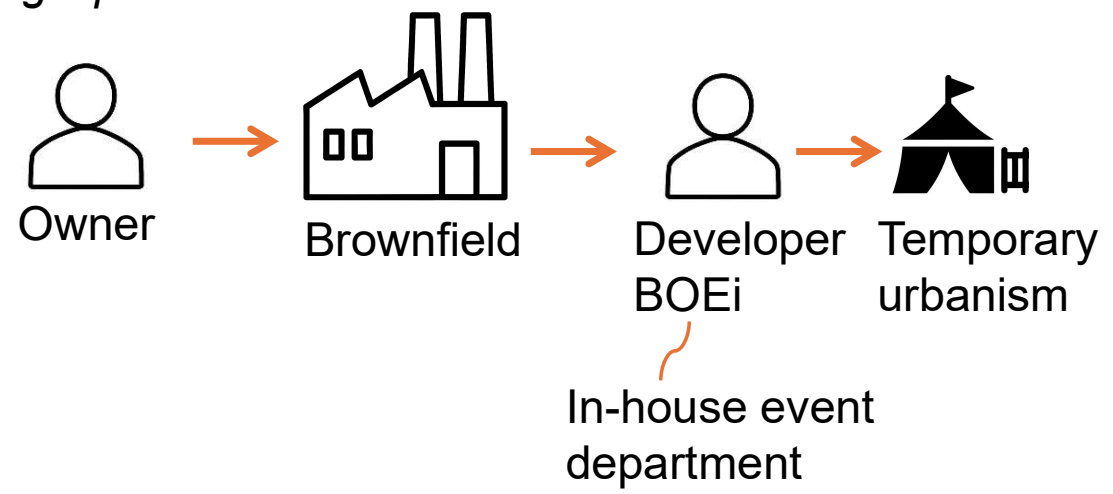 Owner
Brownfield
Developer
BOEi
Temporary
urbanism
In-house event
department